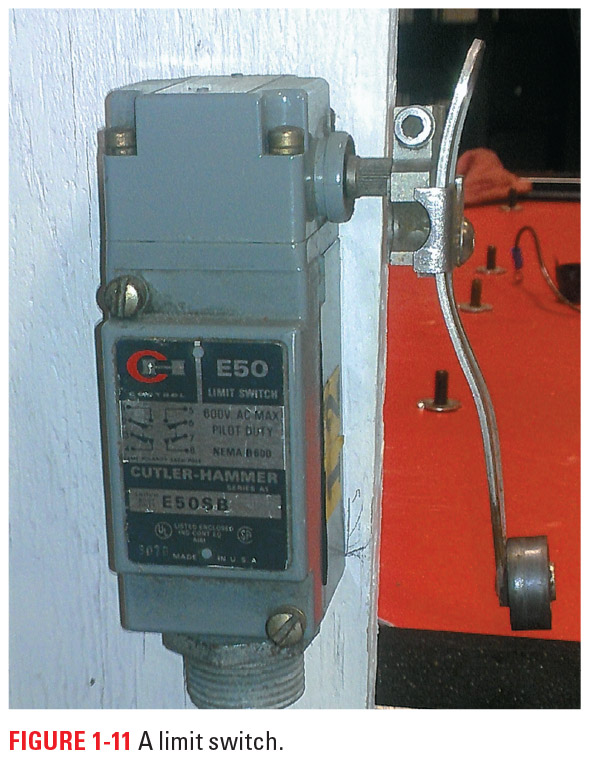 E50
CONTROL
LIMIT SWITCH
600V AC MAX
PILOT DUTY
NEMA B600
CUTLER-HAMMER
SERIES A1
E50SB
UL LISTED ENCLOSED
IND CONT EQ
MADE IN U S A
FIGURE 1-11 A limit switch.